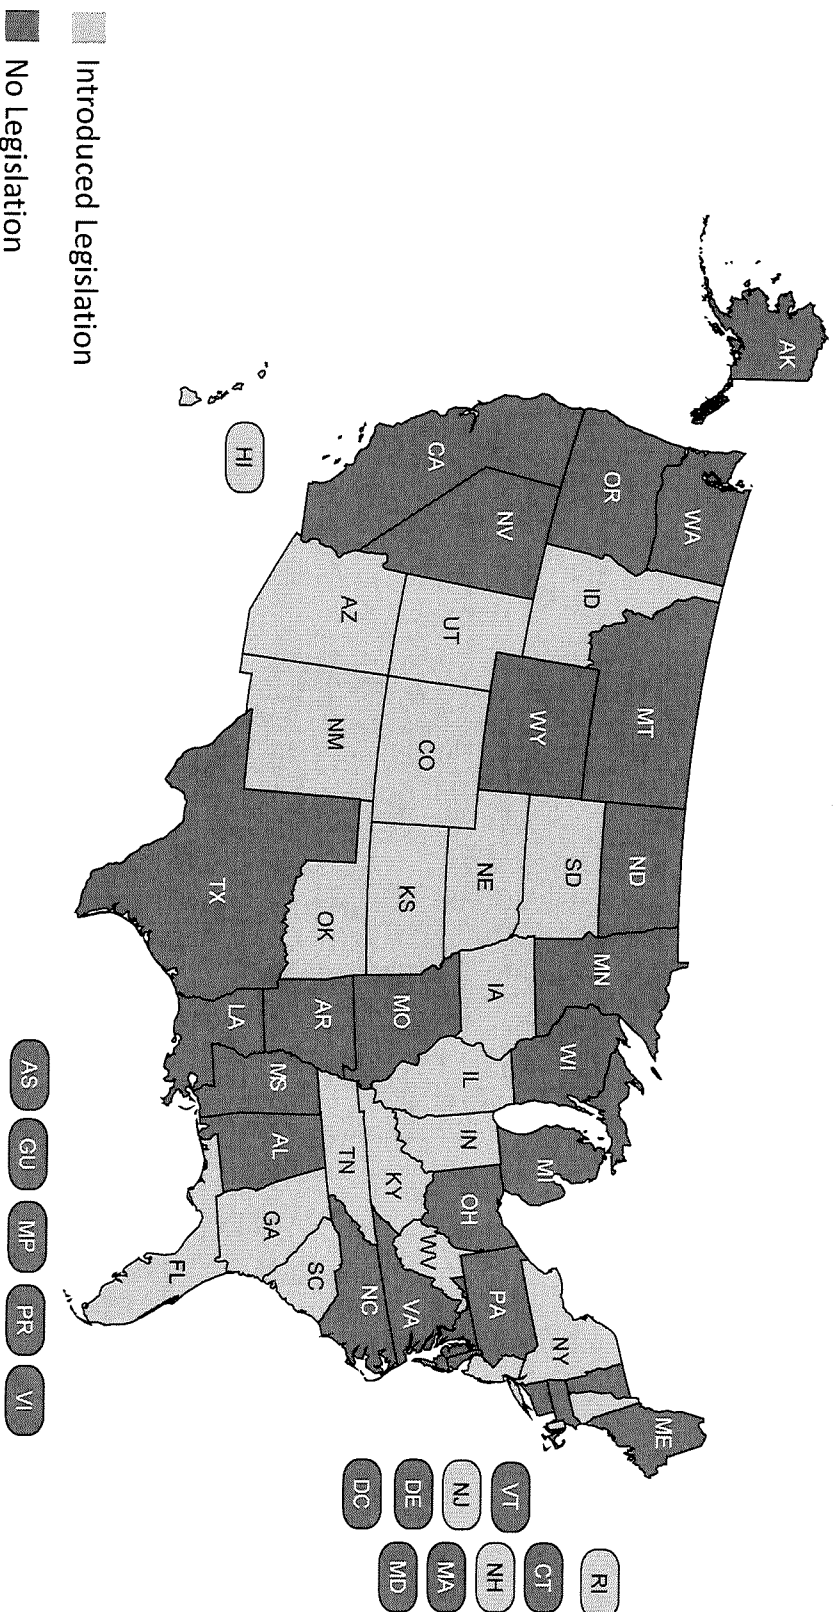 AK
WA
ME
MT
ND
OR
MN
RI
ID
SD
WI
NY
MI
CT
WY
VT
NV
PA
IA
NH
NE
IL
IN
OH
NJ
UT
MA
CA
CO
WV
DE
KS
MO
VA
KY
MD
NC
DC
AZ
TN
NM
OK
AR
SC
MS
AL
GA
HI
LA
TX
FL
Introduced Legislation
No Legislation
AS GU MP PR VI